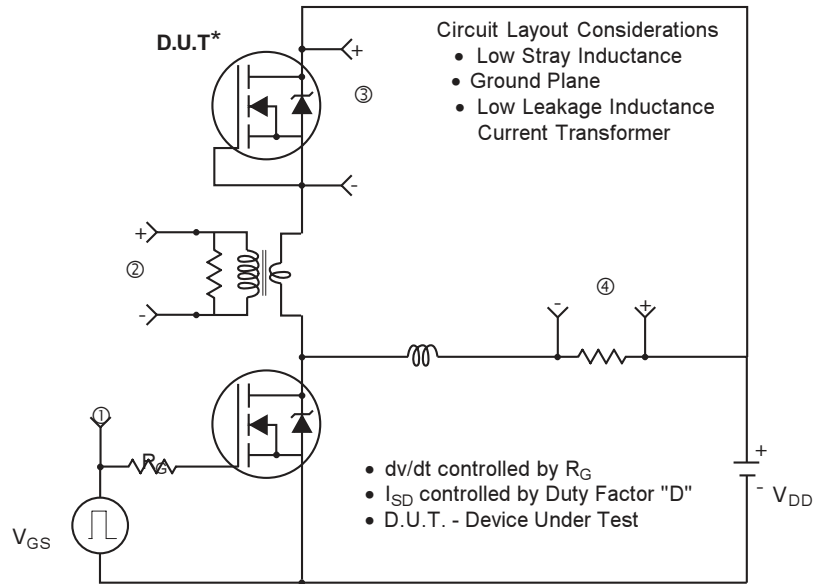 D.U.T*
Circuit Layout Considerations
• Low Stray Inductance
• Ground Plane
• Low Leakage Inductance
Current Transformer
+
③
-
+
②
-
④
-
+
①
R_G
+
-
V_DD
V_GS
• dv/dt controlled by R_G
• I_SD controlled by Duty Factor "D"
• D.U.T. - Device Under Test